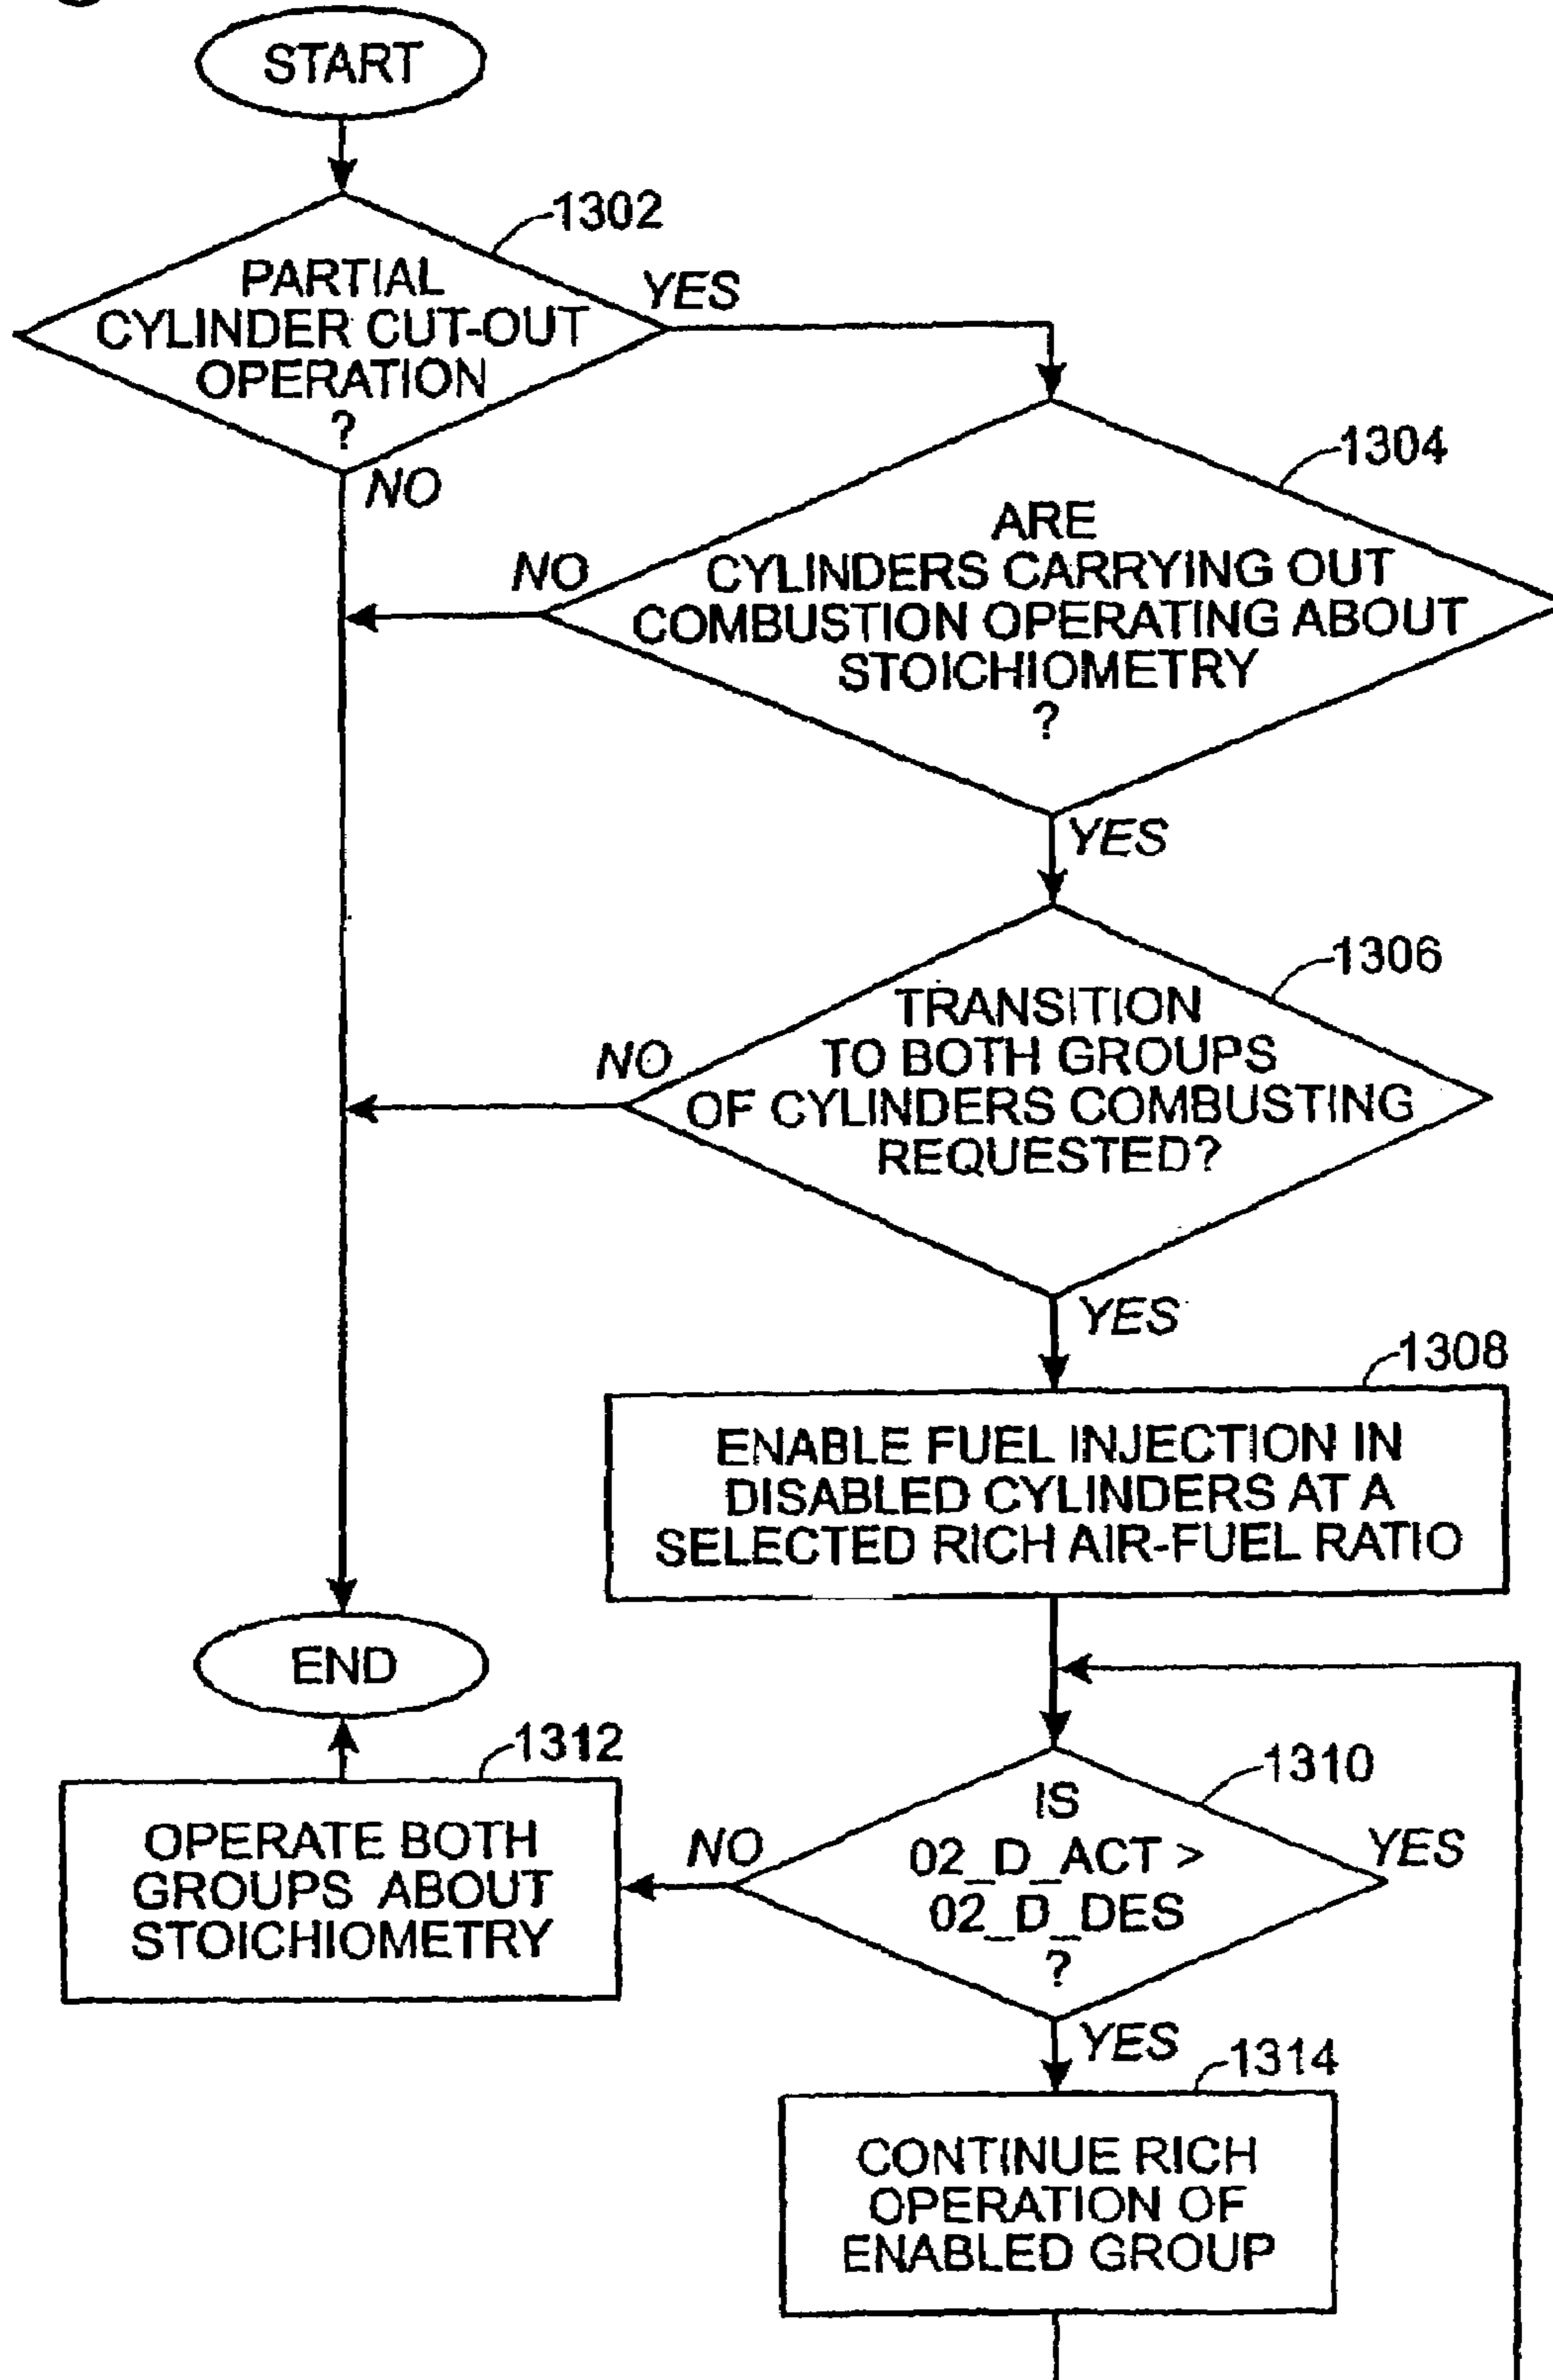 START
1302
PARTIAL
CYLINDER CUT-OUT
OPERATION
?
YES
NO
1304
ARE
CYLINDERS CARRYING OUT
COMBUSTION OPERATING ABOUT
STOICHIOMETRY
?
NO
YES
1306
TRANSITION
TO BOTH GROUPS
OF CYLINDERS COMBUSTING
REQUESTED?
NO
YES
1308
ENABLE FUEL INJECTION IN
DISABLED CYLINDERS AT A
SELECTED RICH AIR-FUEL RATIO
END
1312
OPERATE BOTH
GROUPS ABOUT
STOICHIOMETRY
1310
IS
02_D_ACT >
02_D_DES
?
NO
YES
YES
1314
CONTINUE RICH
OPERATION OF
ENABLED GROUP